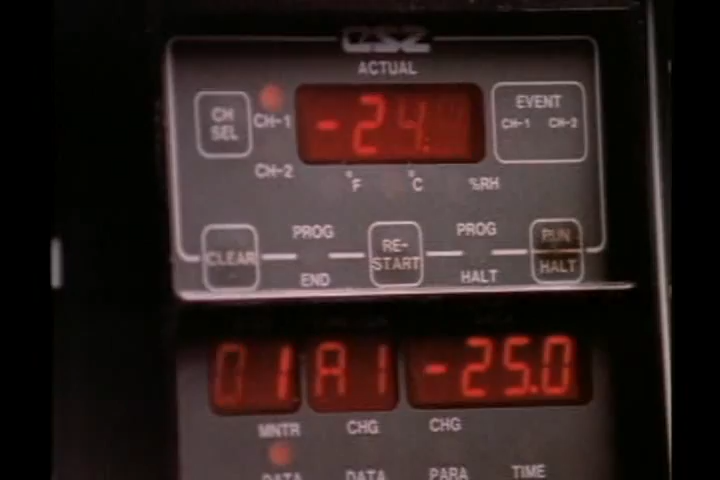 CSZ
ACTUAL
CH SEL
CH-1
-24.
EVENT
CH-1 CH-2
CH-2
°F °C %RH
CLEAR
PROG
END
RE-START
PROG
HALT
RUN
HALT
01 A1 -25.0
MNTR CHG CHG
DATA DATA PARA TIME